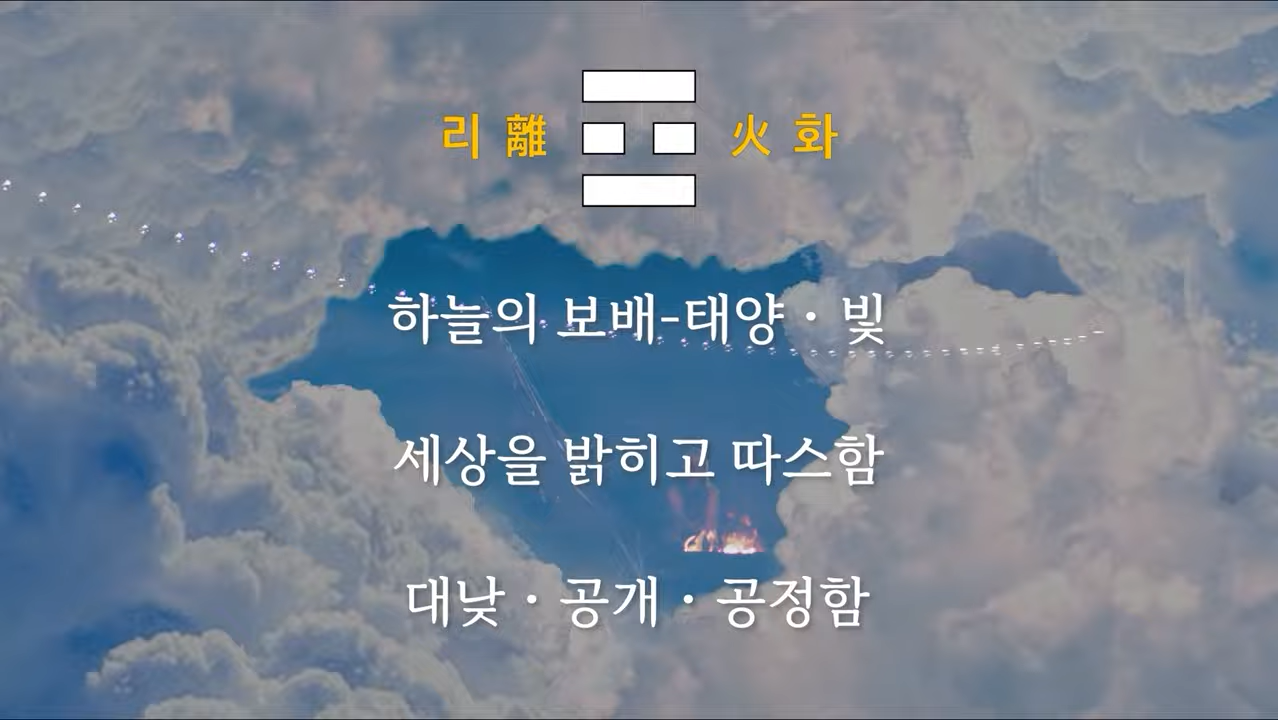 리 離 火 화
하늘의 보배-태양·빛
세상을 밝히고 따스함
대낮·공개·공정함